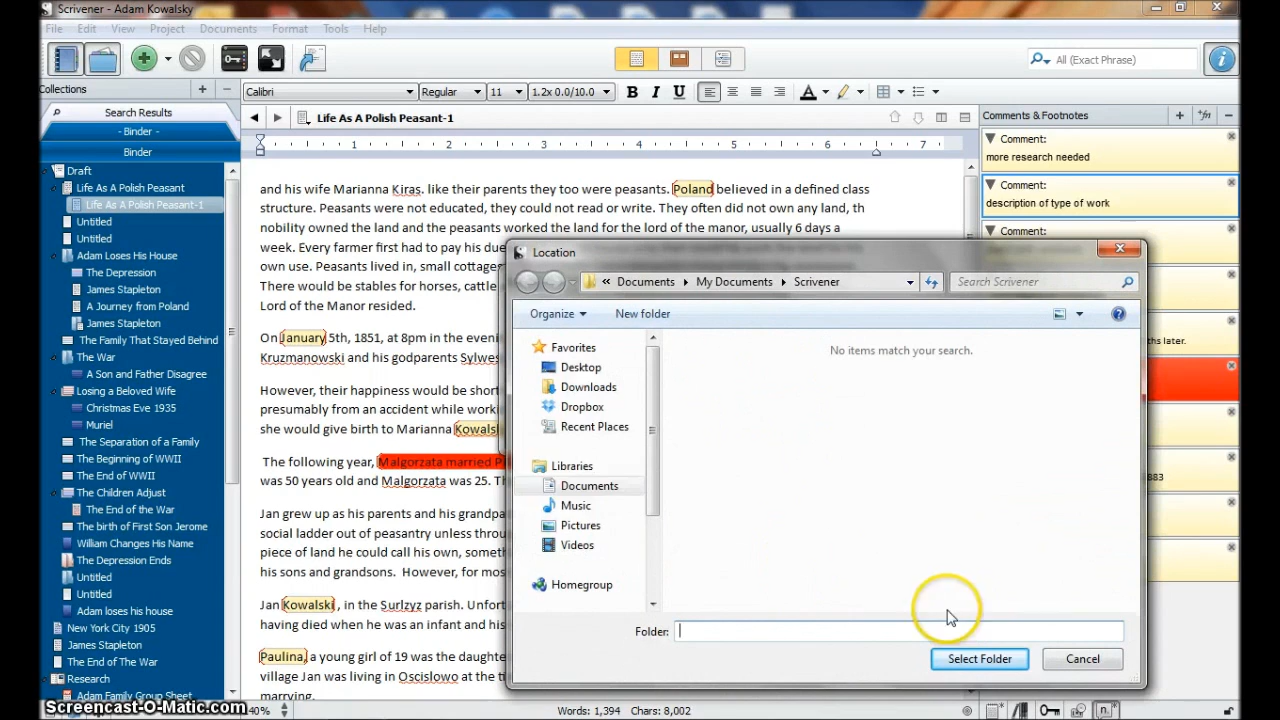 Scrivener - Adam Kowalsky
File Edit View Project Documents Format Tools Help
All (Exact Phrase)
Collections
Calibri Regular 11 1.2x 0.0/10.0 B I U A
Comments & Footnotes
Search Results
- Binder -
Binder
Life As A Polish Peasant-1
1 2 3 4 5 6 7
Draft
Life As A Polish Peasant
Life As A Polish Peasant-1
Untitled
Untitled
Adam Loses His House
The Depression
James Stapleton
A Journey from Poland
James Stapleton
The Family That Stayed Behind
The War
A Son and Father Disagree
Losing a Beloved Wife
Christmas Eve 1935
Muriel
The Separation of a Family
The Beginning of WWII
The End of WWII
The Children Adjust
The End of the War
The birth of First Son Jerome
William Changes His Name
The Depression Ends
Untitled
Untitled
Adam loses his house
New York City 1905
James Stapleton
The End Of The War
Research
Adam Family Group Sheet
and his wife Marianna Kiras. like their parents they too were peasants. Poland believed in a defined class
structure. Peasants were not educated, they could not read or write. They often did not own any land, th
nobility owned the land and the peasants worked the land for the lord of the manor, usually 6 days a
week. Every farmer first had to pay his due
own use. Peasants lived in, small cottages
There would be stables for horses, cattle
Lord of the Manor resided.
On January 5th, 1851, at 8pm in the eveni
Kruzmanowski and his godparents Sylwes
However, their happiness would be short
presumably from an accident while worki
she would give birth to Marianna Kowalsl
The following year, Malgorzata married P
was 50 years old and Malgorzata was 25. Th
Jan grew up as his parents and his grandpa
social ladder out of peasantry unless throu
piece of land he could call his own, someth
his sons and grandsons. However, for mos
Jan Kowalski , in the Surlzyz parish. Unfort
having died when he was an infant and his
Paulina, a young girl of 19 was the daughte
village Jan was living in Oscislowo at the ti
marrying.
Comment:
more research needed
Comment:
description of type of work
Comment:
ths later.
883
Location
« Documents My Documents Scrivener
Search Scrivener
Organize New folder
Favorites
Desktop
Downloads
Dropbox
Recent Places
Libraries
Documents
Music
Pictures
Videos
Homegroup
No items match your search.
Folder:
Select Folder Cancel
Screencast-O-Matic.com
40%
Words: 1,394 Chars: 8,002